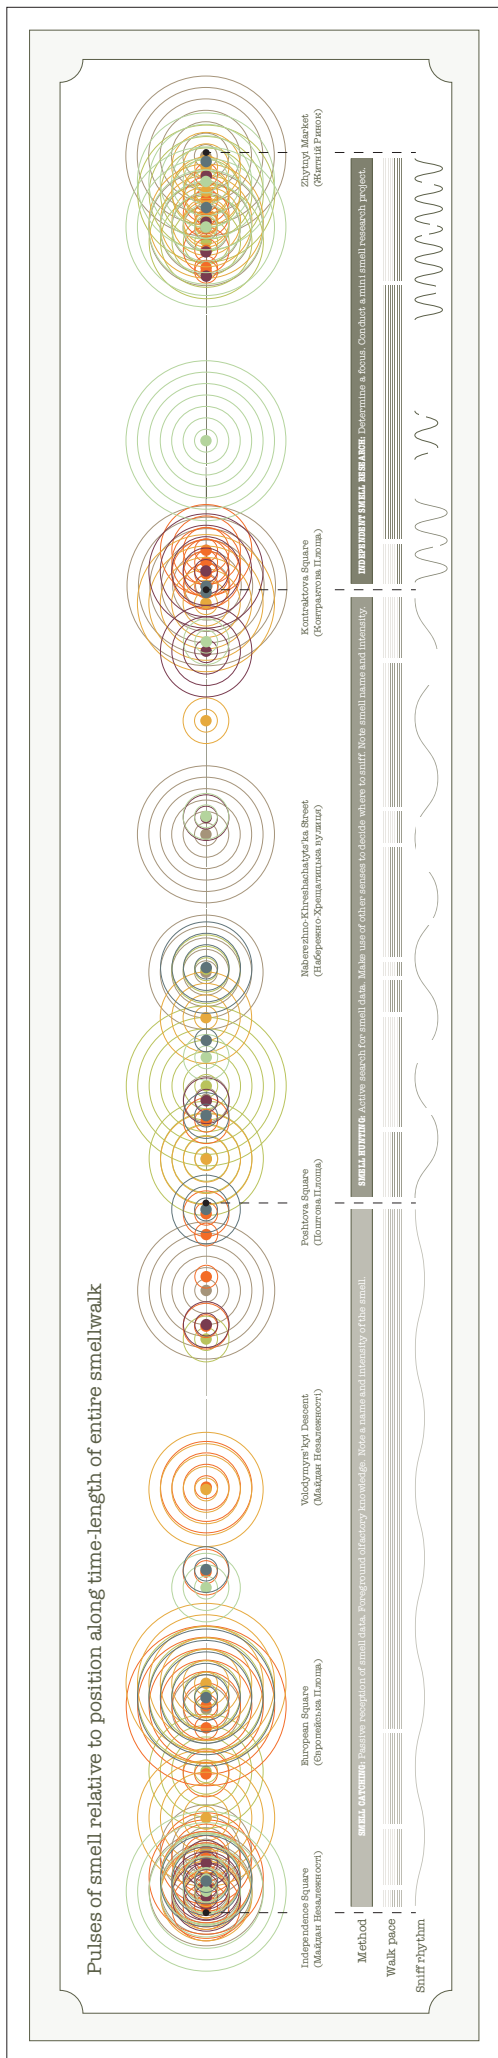 Pulses of smell relative to position along time-length of entire smellwalk
Independence Square
(Майдан Незалежності)
European Square
(Європейська Площа)
Volodymyrs'kyi Descent
(Майдан Незалежності)
Poshtova Square
(Поштова Площа)
Naberezhno-Khreshachatyts'ka Street
(Набережно-Хрещатицька вулиця)
Kontraktova Square
(Контрактова Площа)
Zhytnyi Market
(Житній Ринок)
Method
SMELL CATCHING: Passive reception of smell data. Foreground olfactory knowledge. Note a name and intensity of the smell.
SMELL HUNTING: Active search for smell data. Make use of other senses to decide where to sniff. Note smell name and intensity.
INDEPENDENT SMELL RESEARCH: Determine a focus. Conduct a mini smell research project.
Walk pace
Sniff rhythm